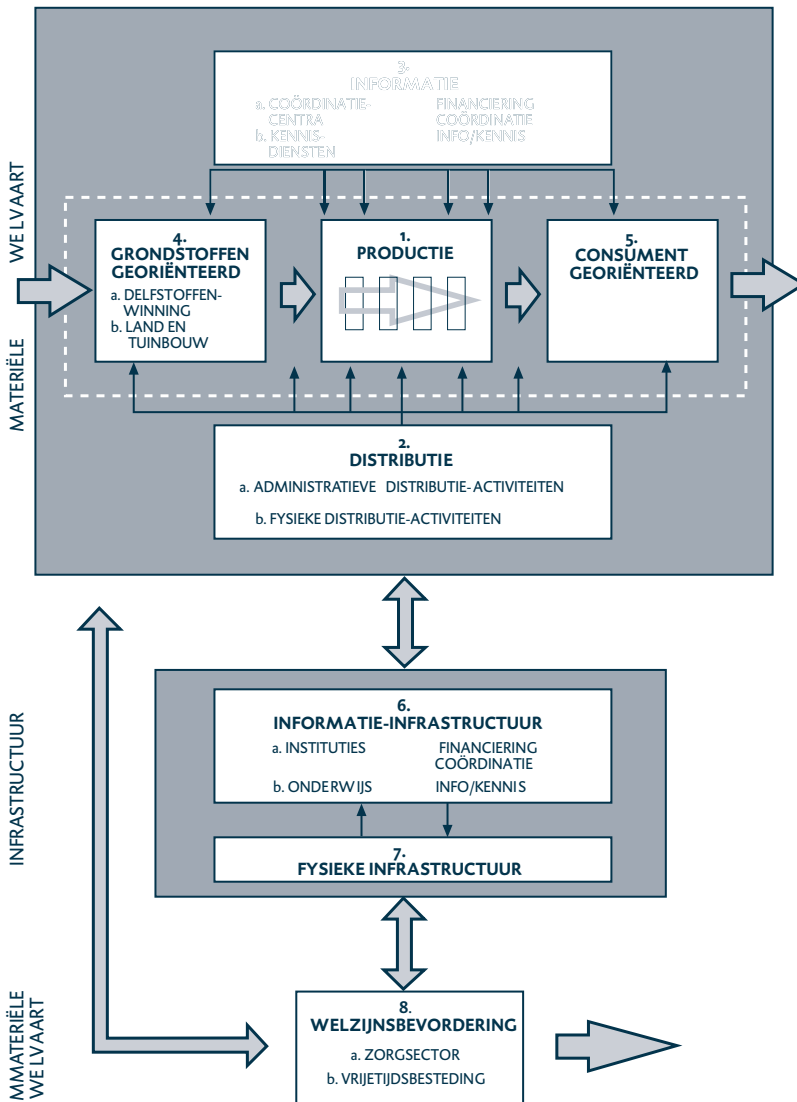 3.
INFORMATIE
a. COÖRDINATIE- FINANCIERING
CENTRA COÖRDINATIE
b. KENNIS- INFO/KENNIS
DIENSTEN
WELVAART
MATERIËLE
4.
GRONDSTOFFEN
GEORIËNTEERD
a. DELFSTOFFEN-
WINNING
b. LAND EN
TUINBOUW
1.
PRODUCTIE
5.
CONSUMENT
GEORIËNTEERD
2.
DISTRIBUTIE
a. ADMINISTRATIEVE DISTRIBUTIE-ACTIVITEITEN
b. FYSIEKE DISTRIBUTIE-ACTIVITEITEN
INFRASTRUCTUUR
6.
INFORMATIE-INFRASTRUCTUUR
a. INSTITUTIES FINANCIERING
COÖRDINATIE
b. ONDERWIJS INFO/KENNIS
7.
FYSIEKE INFRASTRUCTUUR
MMATERIËLE
WELVAART
8.
WELZIJNSBEVORDERING
a. ZORGSECTOR
b. VRIJETIJDSBESTEDING